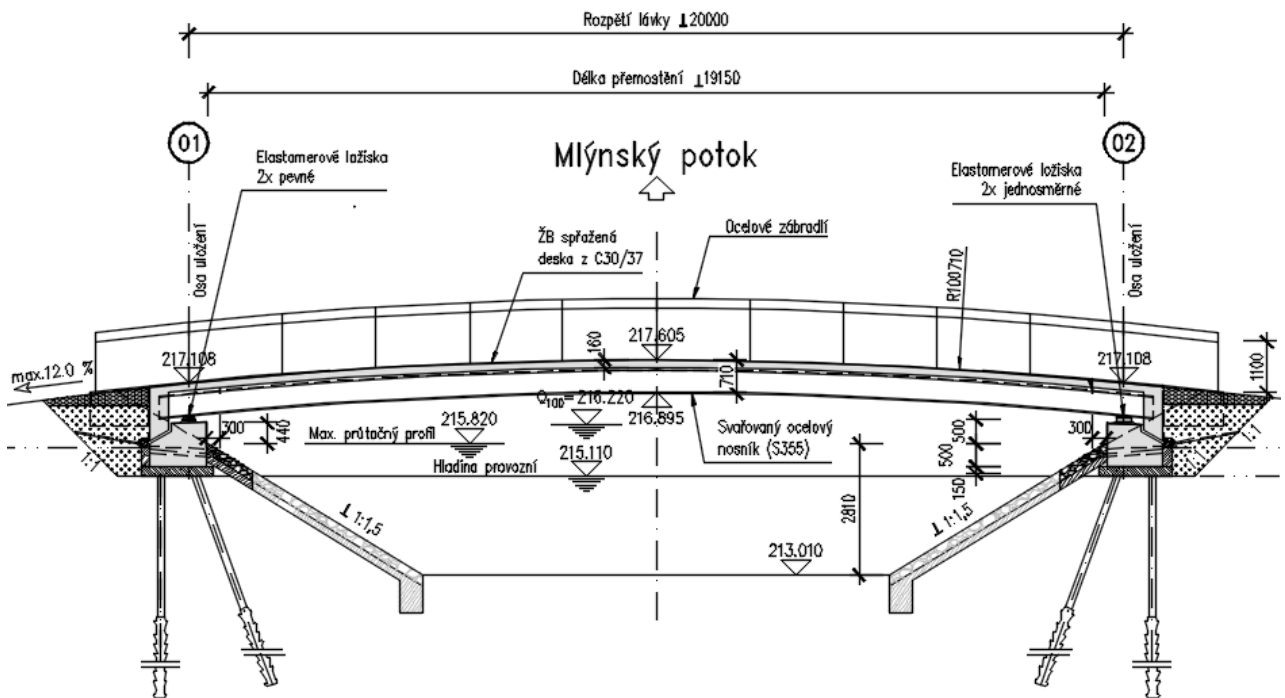 Rozpětí lávky ⊥20000
Délka přemostění ⊥19150
01
02
Elastomerové ložiska
2x pevné
Mlýnský potok
Elastomerové ložiska
2x jednosměrné
Osa uložení
Osa uložení
ŽB spřažená
deska z C30/37
Ocelové zábradlí
R100710
max.12.0 %
217.108
160
217.605
710
217.108
1100
Q100=216.220
216.895
300
440
215.820
Max. průtačný profil
Svařovaný ocelový
nosník (S355)
300
500
500
150
1:1
1:1
215.110
Hladina provozní
2810
⊥ 1:1,5
⊥ 1:1,5
213.010